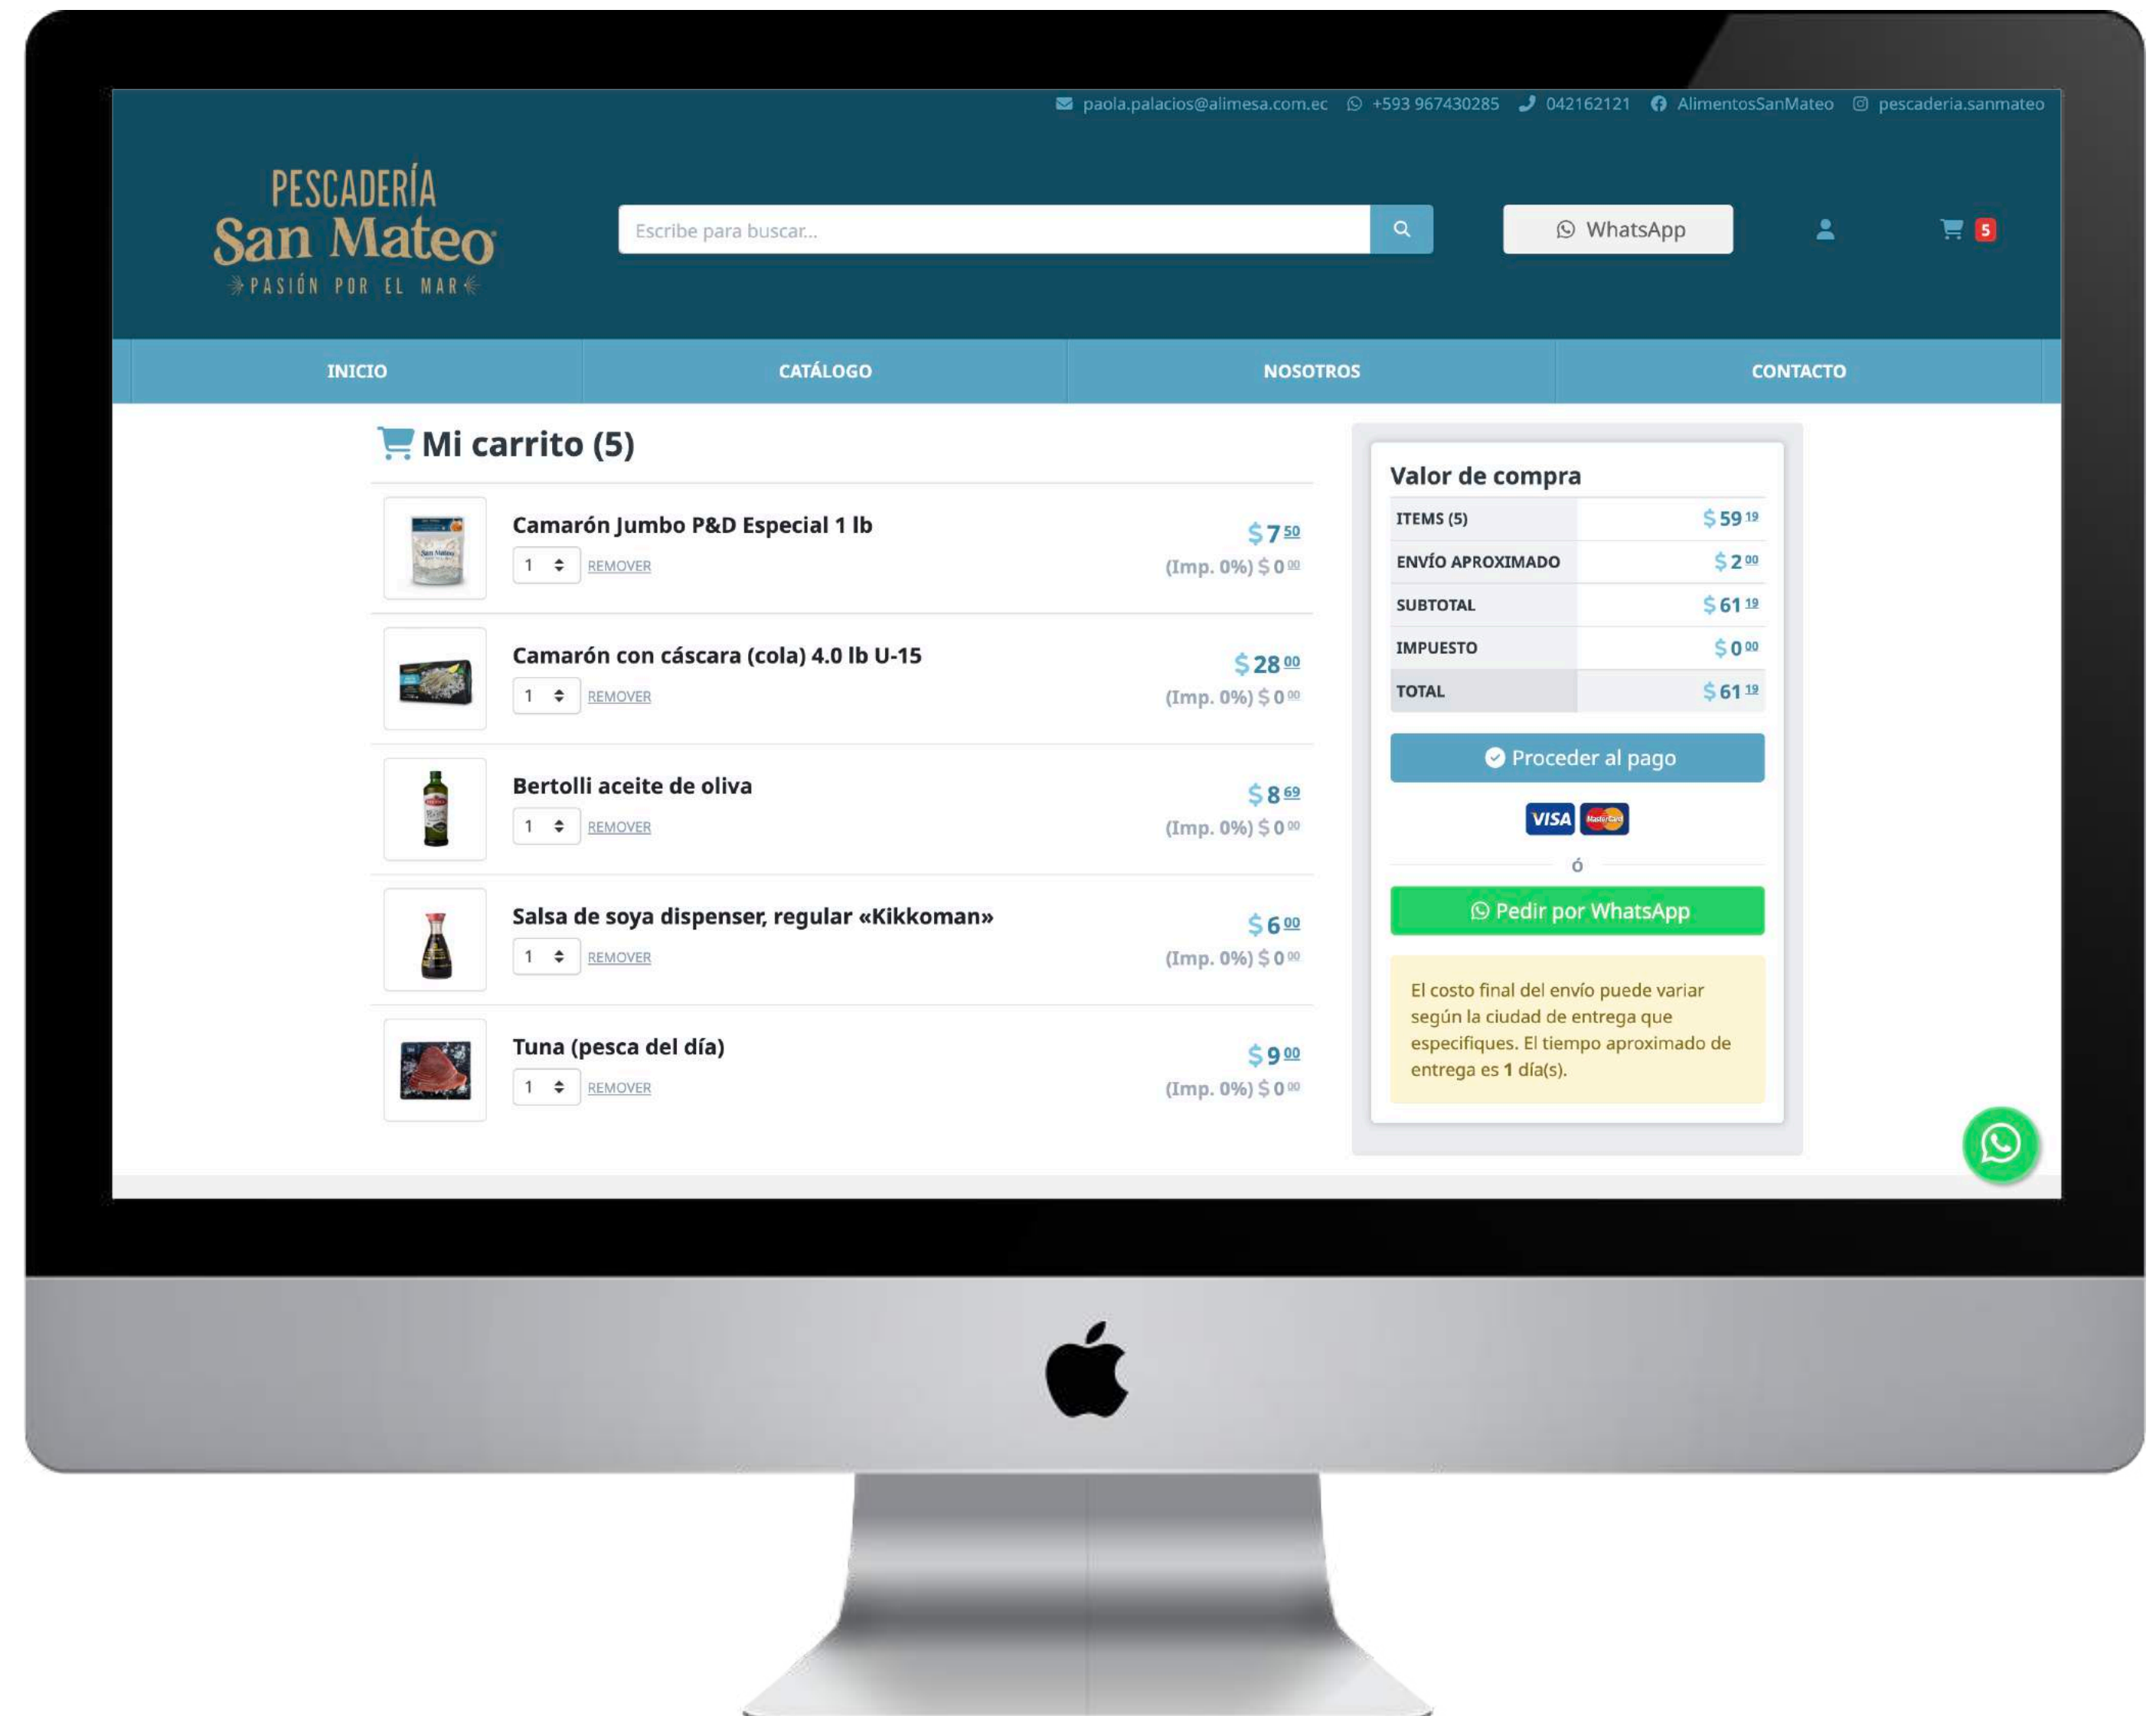 paola.palacios@alimesa.com.ec +593 967430285 042162121 AlimentosSanMateo pescaderia.sanmateo
PESCADERÍA
San Mateo
PASIÓN POR EL MAR
Escribe para buscar...
WhatsApp
5
INICIO CATÁLOGO NOSOTROS CONTACTO
Mi carrito (5)
Camarón Jumbo P&D Especial 1 lb
$ 7 50
1 REMOVER
(Imp. 0%) $ 0 00
Camarón con cáscara (cola) 4.0 lb U-15
$ 28 00
1 REMOVER
(Imp. 0%) $ 0 00
Bertolli aceite de oliva
$ 8 69
1 REMOVER
(Imp. 0%) $ 0 00
Salsa de soya dispenser, regular «Kikkoman»
$ 6 00
1 REMOVER
(Imp. 0%) $ 0 00
Tuna (pesca del día)
$ 9 00
1 REMOVER
(Imp. 0%) $ 0 00
Valor de compra
ITEMS (5) $ 59 19
ENVÍO APROXIMADO $ 2 00
SUBTOTAL $ 61 19
IMPUESTO $ 0 00
TOTAL $ 61 19
Proceder al pago
VISA MasterCard
ó
Pedir por WhatsApp
El costo final del envío puede variar
según la ciudad de entrega que
especifiques. El tiempo aproximado de
entrega es 1 día(s).